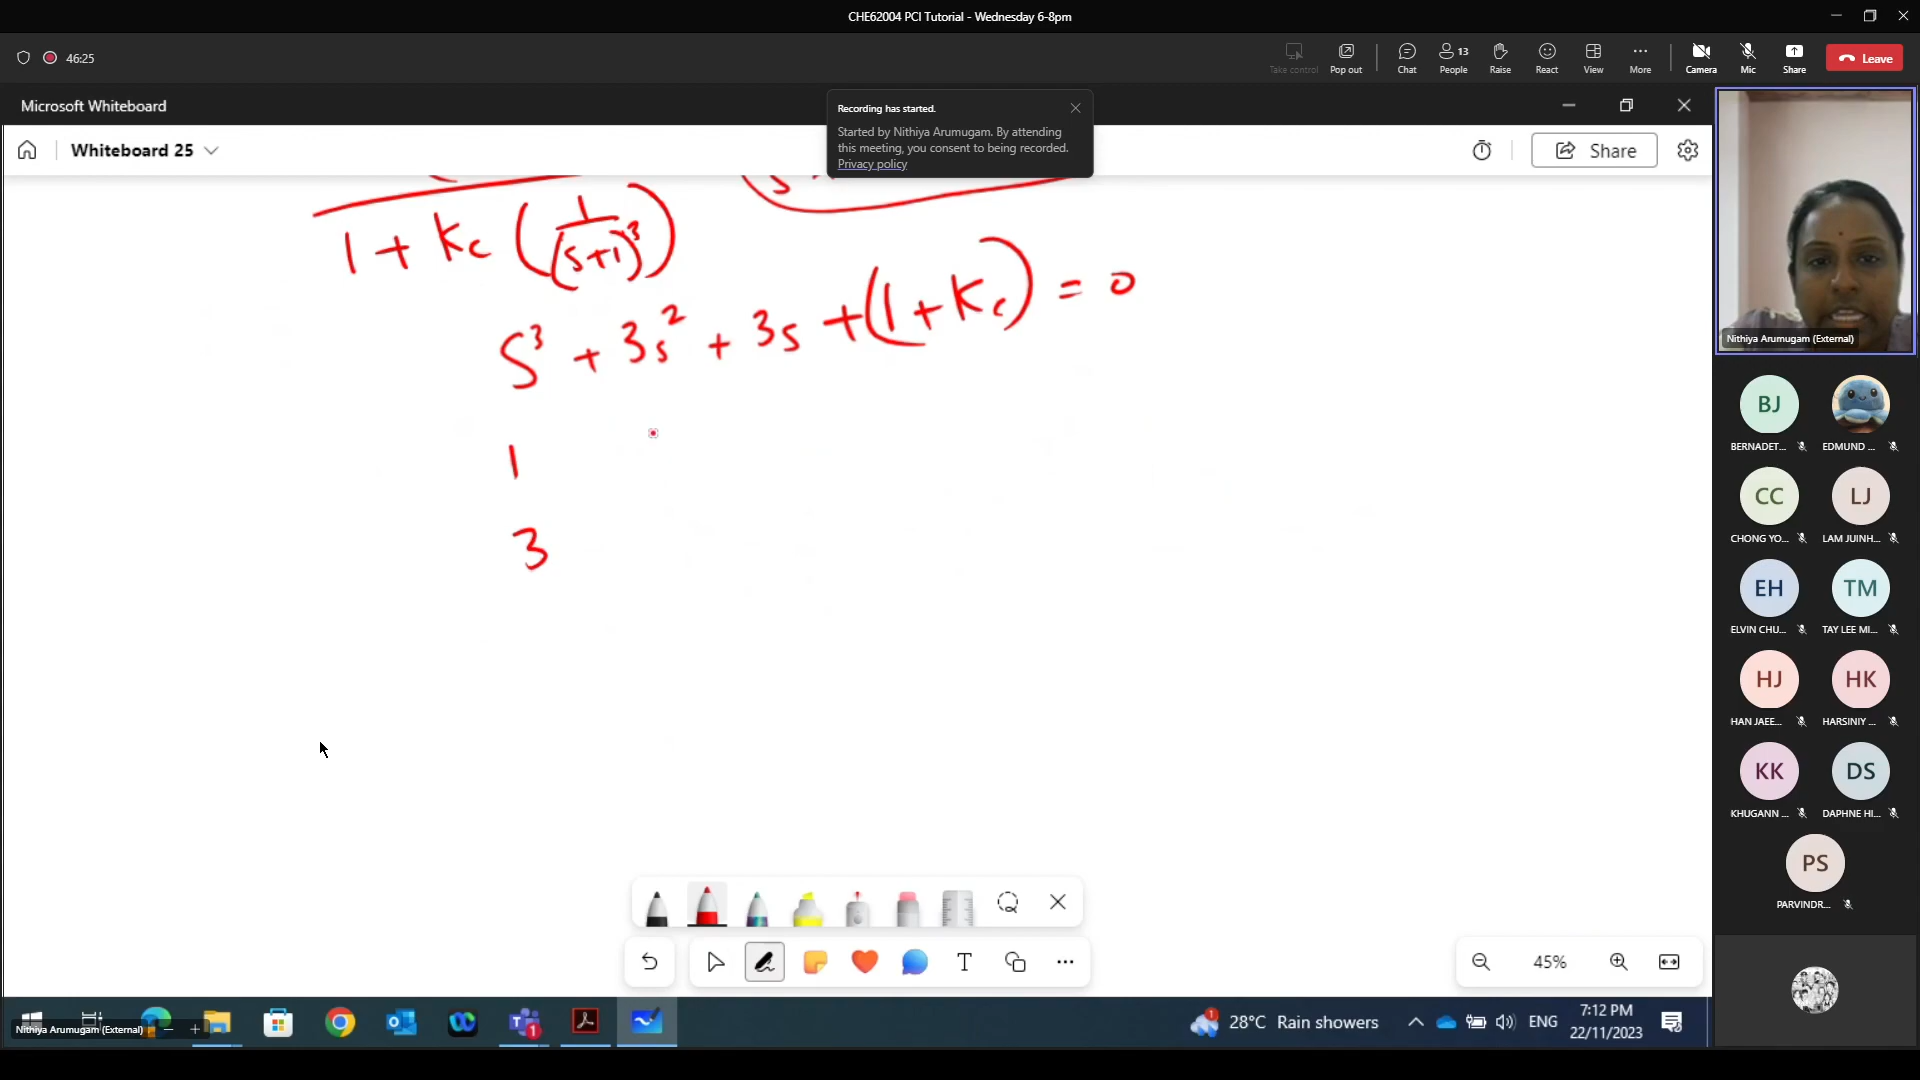 CHE62004 PCI Tutorial - Wednesday 6-8pm
46:25
Take control
Pop out
Chat
People 13
Raise
React
View
More
Camera
Mic
Share
Leave
Microsoft Whiteboard
Recording has started.
Started by Nithiya Arumugam. By attending
this meeting, you consent to being recorded.
Privacy policy
Whiteboard 25
Share
1 + Kc (1/(s+1)^3)
s^3 + 3s^2 + 3s + (1 + Kc) = 0
1
3
Nithiya Arumugam (External)
BJ
BERNADET...
EDMUND ...
CC
CHONG YO...
LJ
LAM JUINH...
EH
ELVIN CHU...
TM
TAY LEE MI...
HJ
HAN JAEE...
HK
HARSINIY ...
KK
KHUGANN ...
DS
DAPHNE HI...
PS
PARVINDR...
45%
Nithiya Arumugam (External)
1
1
28°C Rain showers
ENG
7:12 PM
22/11/2023